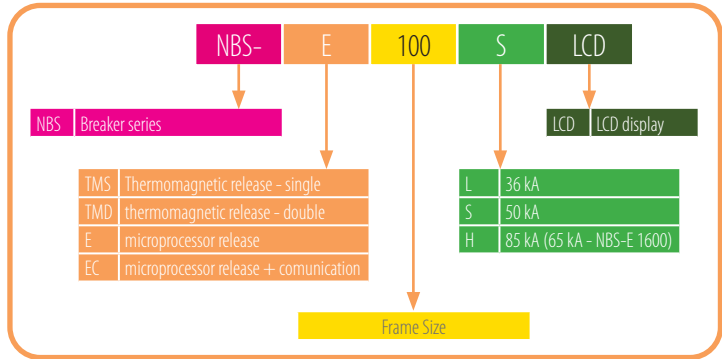 NBS- E 100 S LCD
NBS Breaker series
LCD LCD display
TMS Thermomagnetic release - single
TMD thermomagnetic release - double
E microprocessor release
EC microprocessor release + comunication
L 36 kA
S 50 kA
H 85 kA (65 kA - NBS-E 1600)
Frame Size